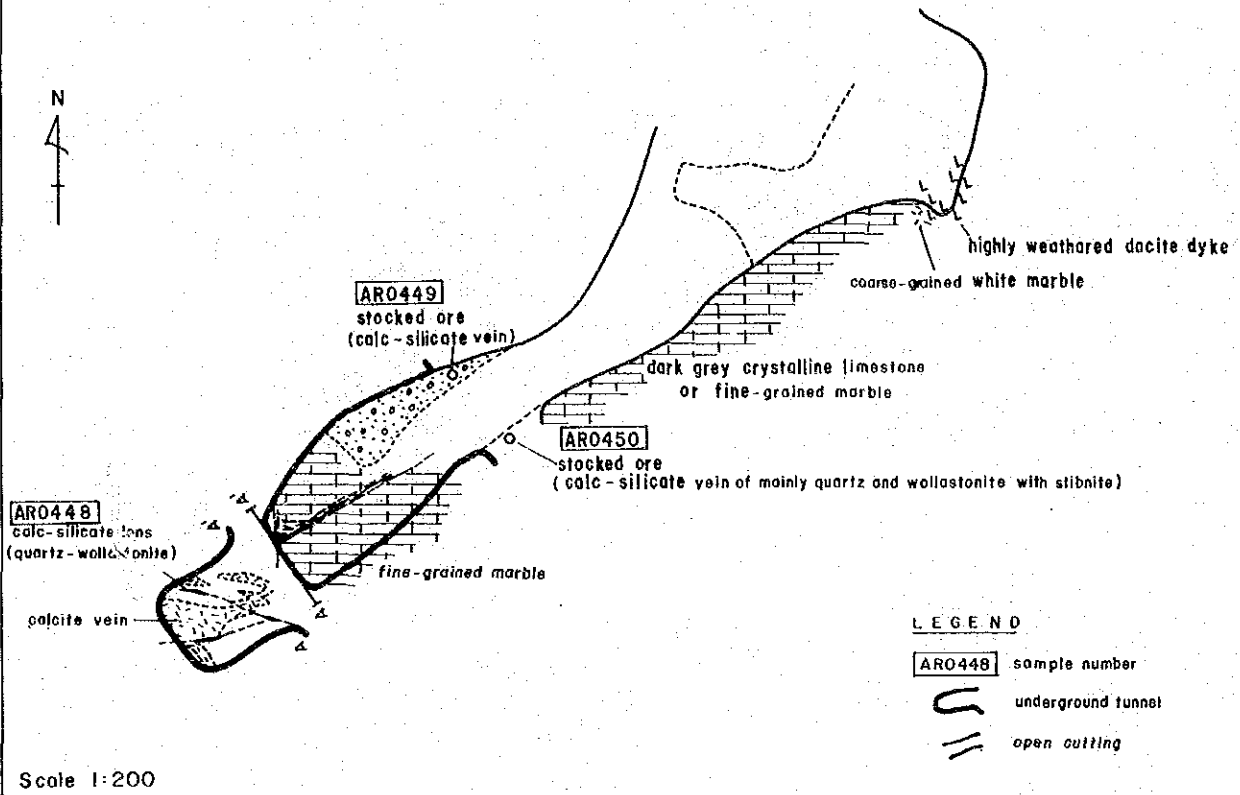 N
highly weathared dacite dyke
coarse-grained white marble
AR0449
stocked ore
(calc-silicate vein)
dark grey crystalline limestone
or fine-grained marble
AR0450
stocked ore
(calc-silicate vein of mainly quartz and wollastonite with stibnite)
AR0448
calc-silicate lens
(quartz-wollastonite)
fine-grained marble
calcite vein
LEGEND
AR0448 sample number
underground tunnel
open cutting
Scale 1:200